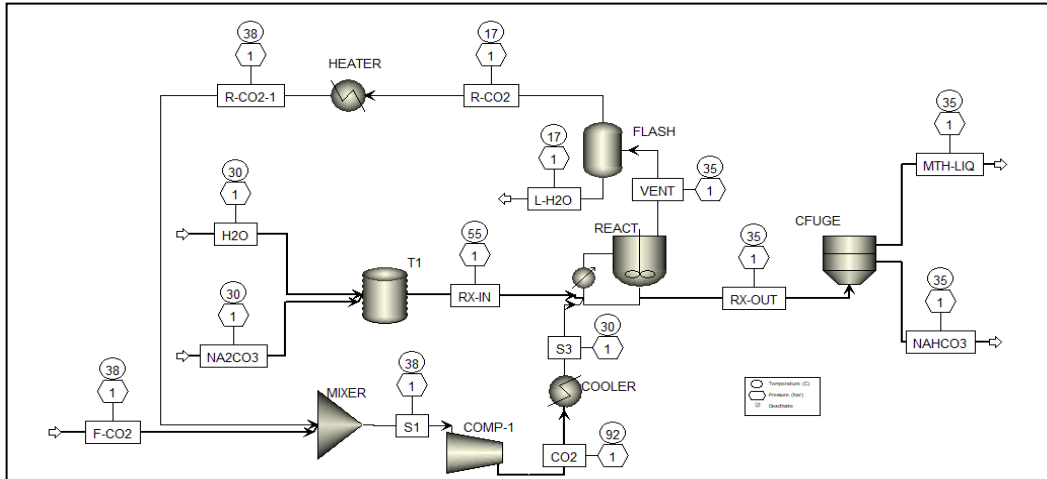 38
1
R-CO2-1
HEATER
17
1
R-CO2
FLASH
17
1
L-H2O
VENT
35
1
35
1
MTH-LIQ
30
1
H2O
REACT
CFUGE
T1
55
1
RX-IN
35
1
RX-OUT
30
1
NA2CO3
35
1
NAHCO3
S3
30
1
38
1
F-CO2
MIXER
38
1
S1
COMP-1
COOLER
CO2
92
1
Temperature (C)
Pressure (bar)